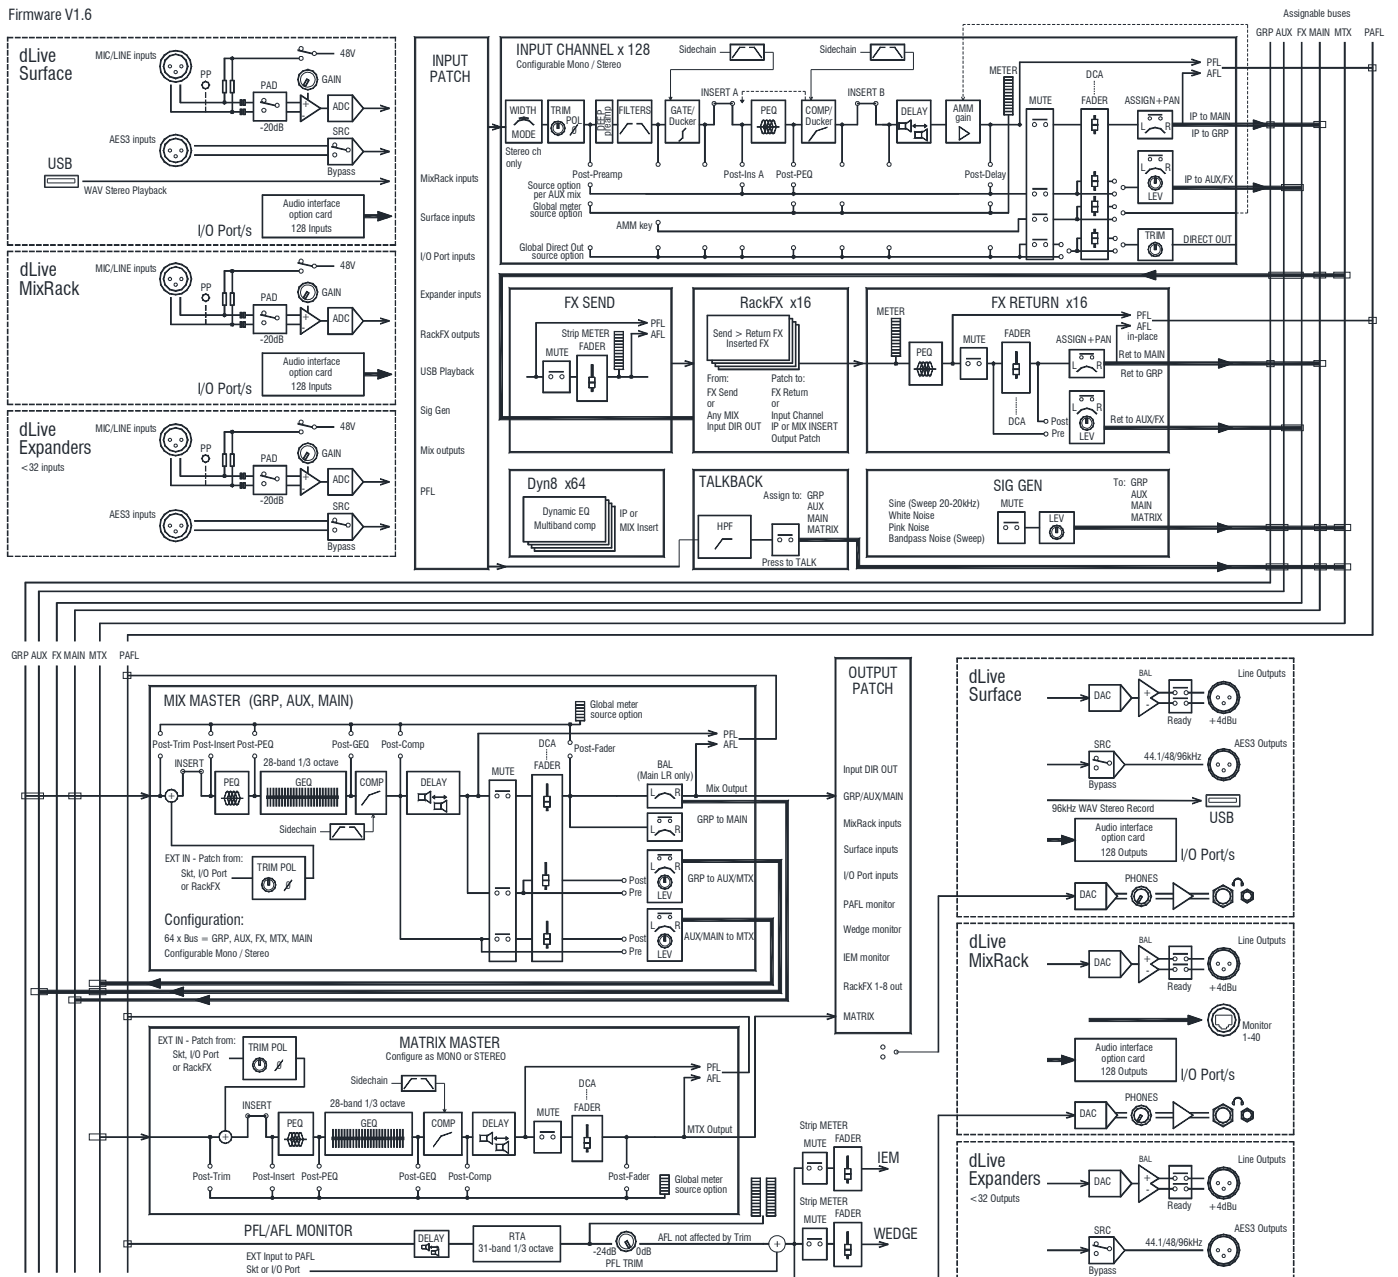 Firmware V1.6
Assignable buses
GRP AUX FX MAIN MTX PAFL
dLive
Surface
MIC/LINE inputs
PP
48V
GAIN
PAD
-20dB
ADC
AES3 inputs
SRC
Bypass
USB
WAV Stereo Playback
Audio interface
option card
128 Inputs
I/O Port/s
dLive
MixRack
MIC/LINE inputs
PP
48V
GAIN
PAD
-20dB
ADC
Audio interface
option card
128 Inputs
I/O Port/s
dLive
Expanders
<32 inputs
MIC/LINE inputs
PP
48V
GAIN
PAD
-20dB
ADC
AES3 inputs
SRC
Bypass
INPUT
PATCH
MixRack inputs
Surface inputs
I/O Port inputs
Expander inputs
RackFX outputs
USB Playback
Sig Gen
Mix outputs
PFL
INPUT CHANNEL x 128
Configurable Mono / Stereo
Sidechain
Sidechain
WIDTH
MODE
Stereo ch
only
TRIM
POL
DEEP
preamp
FILTERS
GATE/
Ducker
INSERT A
PEQ
COMP/
Ducker
INSERT B
DELAY
AMM
gain
METER
MUTE
DCA
FADER
ASSIGN+PAN
L R
PFL
AFL
IP to MAIN
IP to GRP
L R
LEV
IP to AUX/FX
TRIM
DIRECT OUT
Post-Preamp
Post-Ins A
Post-PEQ
Post-Delay
Source option
per AUX mix
Global meter
source option
AMM key
Global Direct Out
source option
FX SEND
Strip METER
MUTE
FADER
PFL
AFL
RackFX x16
Send > Return FX
Inserted FX
From:
FX Send
or
Any MIX
Input DIR OUT
Patch to:
FX Return
or
Input Channel
IP or MIX INSERT
Output Patch
FX RETURN x16
METER
PEQ
MUTE
FADER
DCA
ASSIGN+PAN
L R
PFL
AFL
in-place
Ret to MAIN
Ret to GRP
Post
Pre
L R
LEV
Ret to AUX/FX
Dyn8 x64
Dynamic EQ
Multiband comp
IP or
MIX Insert
TALKBACK
HPF
Assign to: GRP
AUX
MAIN
MATRIX
Press to TALK
SIG GEN
Sine (Sweep 20-20kHz)
White Noise
Pink Noise
Bandpass Noise (Sweep)
MUTE
LEV
To: GRP
AUX
MAIN
MATRIX
GRP AUX FX MAIN MTX PAFL
MIX MASTER (GRP, AUX, MAIN)
Global meter
source option
Post-Trim Post-Insert Post-PEQ Post-GEQ Post-Comp
Post-Fader
PFL
AFL
INSERT
PEQ
28-band 1/3 octave
GEQ
COMP
DELAY
MUTE
DCA
FADER
BAL
(Main LR only)
L R
Mix Output
L R
GRP to MAIN
Sidechain
EXT IN - Patch from:
Skt, I/O Port
or RackFX
TRIM POL
Post
Pre
L R
LEV
GRP to AUX/MTX
Post
Pre
L R
LEV
AUX/MAIN to MTX
Configuration:
64 x Bus = GRP, AUX, FX, MTX, MAIN
Configurable Mono / Stereo
EXT IN - Patch from:
Skt, I/O Port
or RackFX
TRIM POL
MATRIX MASTER
Configure as MONO or STEREO
Sidechain
INSERT
PEQ
28-band 1/3 octave
GEQ
COMP
DELAY
MUTE
DCA
FADER
PFL
AFL
MTX Output
Post-Trim
Post-Insert
Post-PEQ
Post-GEQ
Post-Comp
Post-Fader
Global meter
source option
PFL/AFL MONITOR
EXT Input to PAFL
Skt or I/O Port
DELAY
RTA
31-band 1/3 octave
-24dB 0dB
PFL TRIM
AFL not affected by Trim
Strip METER
MUTE
FADER
IEM
Strip METER
MUTE
FADER
WEDGE
OUTPUT
PATCH
Input DIR OUT
GRP/AUX/MAIN
MixRack inputs
Surface inputs
I/O Port inputs
PAFL monitor
Wedge monitor
IEM monitor
RackFX 1-8 out
MATRIX
dLive
Surface
DAC
BAL
Ready
Line Outputs
+4dBu
SRC
Bypass
44.1/48/96kHz
AES3 Outputs
96kHz WAV Stereo Record
USB
Audio interface
option card
128 Outputs
I/O Port/s
DAC
PHONES
dLive
MixRack
DAC
BAL
Ready
Line Outputs
+4dBu
Monitor
1-40
Audio interface
option card
128 Outputs
I/O Port/s
DAC
PHONES
dLive
Expanders
<32 Outputs
DAC
BAL
Ready
Line Outputs
+4dBu
SRC
Bypass
44.1/48/96kHz
AES3 Outputs